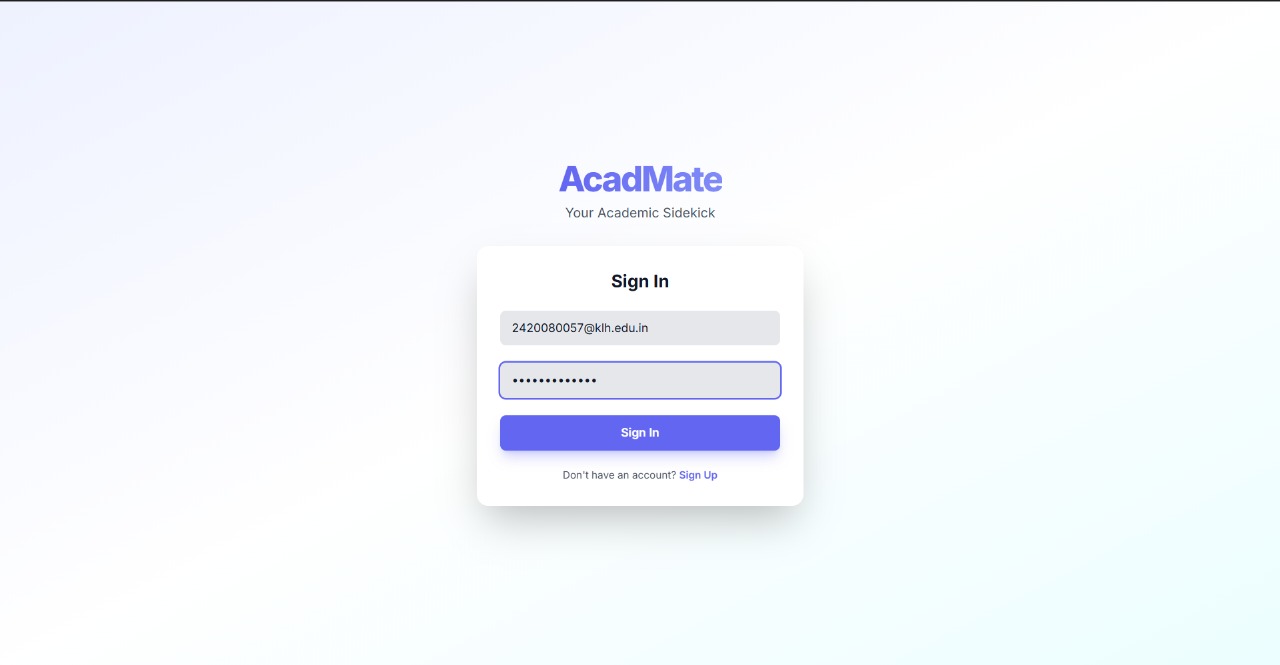 AcadMate
Your Academic Sidekick
Sign In
2420080057@klh.edu.in
•••••••••••••
Sign In
Don't have an account? Sign Up